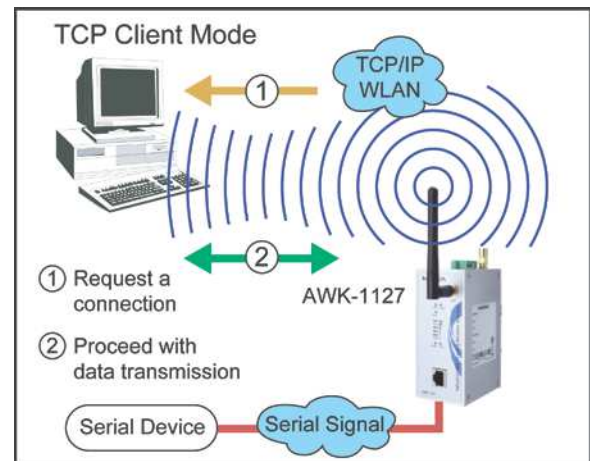 TCP Client Mode
TCP/IP
WLAN
1
2
AWK-1127
1 Request a
connection
2 Proceed with
data transmission
Serial Device
Serial Signal